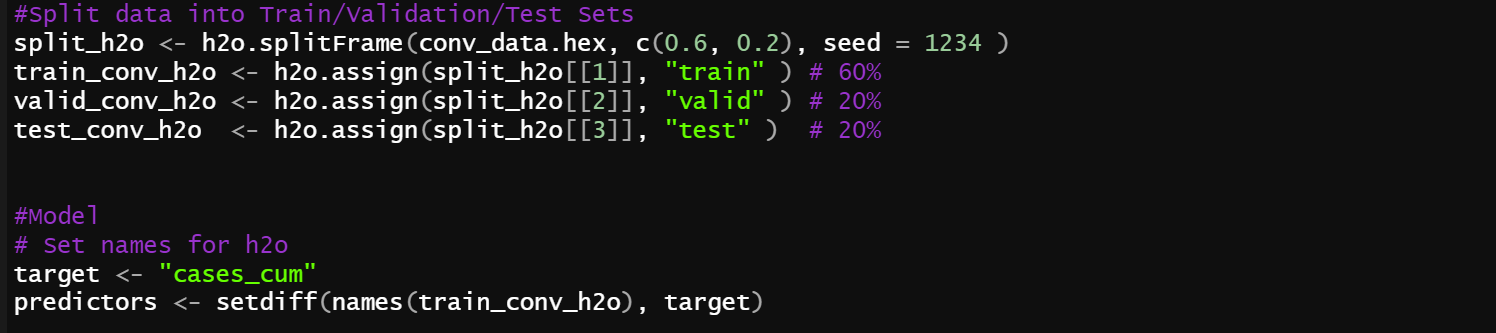 #Split data into Train/Validation/Test Sets
split_h2o <- h2o.splitFrame(conv_data.hex, c(0.6, 0.2), seed = 1234 )
train_conv_h2o <- h2o.assign(split_h2o[[1]], "train" ) # 60%
valid_conv_h2o <- h2o.assign(split_h2o[[2]], "valid" ) # 20%
test_conv_h2o  <- h2o.assign(split_h2o[[3]], "test" )  # 20%
#Model
# Set names for h2o
target <- "cases_cum"
predictors <- setdiff(names(train_conv_h2o), target)